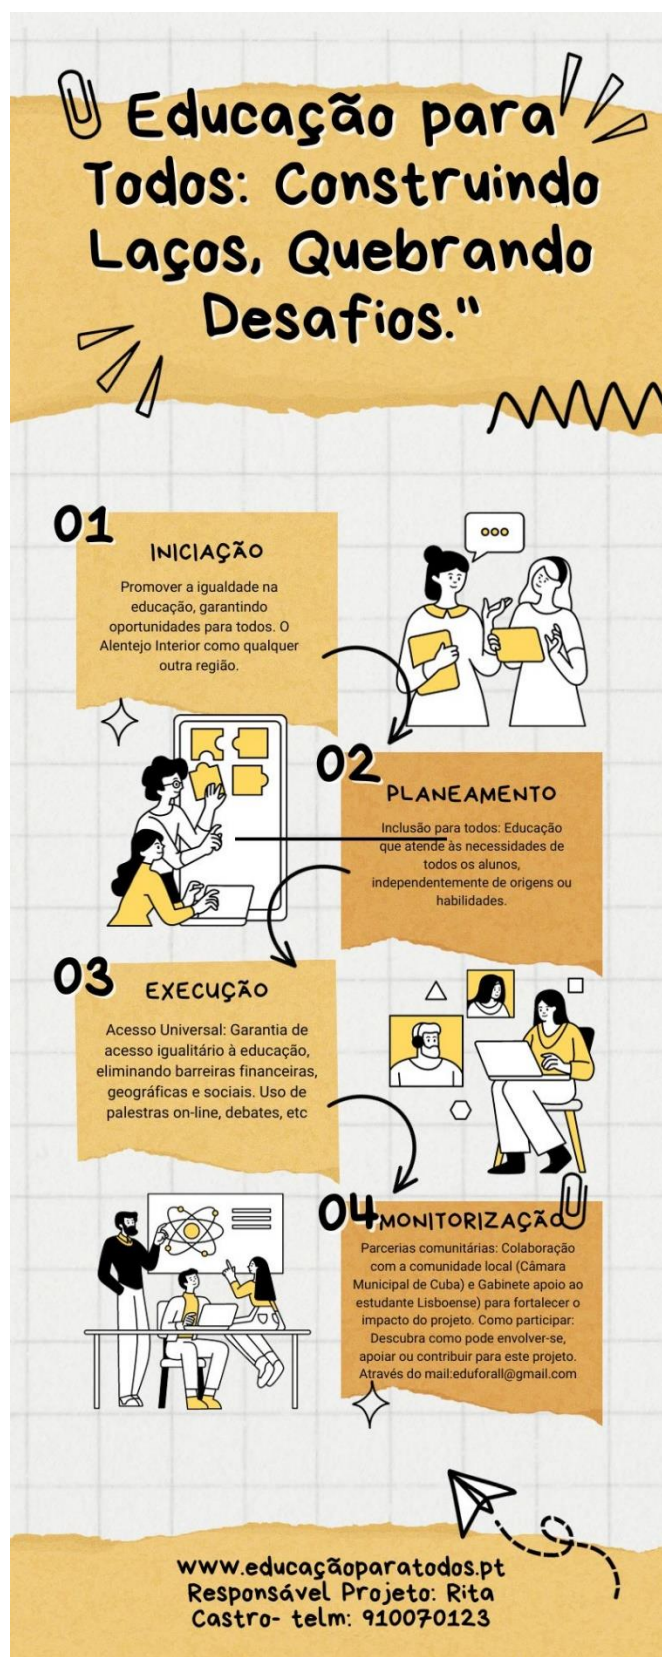 Educação para
Todos: Construindo
Laços, Quebrando
Desafios."
01
INICIAÇÃO
Promover a igualdade na
educação, garantindo
oportunidades para todos. O
Alentejo Interior como qualquer
outra região.
02
PLANEAMENTO
Inclusão para todos: Educação
que atende às necessidades de
todos os alunos,
independentemente de origens ou
habilidades.
03
EXECUÇÃO
Acesso Universal: Garantia de
acesso igualitário à educação,
eliminando barreiras financeiras,
geográficas e sociais. Uso de
palestras on-line, debates, etc
04
MONITORIZAÇÃO
Parcerias comunitárias: Colaboração
com a comunidade local (Câmara
Municipal de Cuba) e Gabinete apoio ao
estudante Lisboense) para fortalecer o
impacto do projeto. Como participar:
Descubra como pode envolver-se,
apoiar ou contribuir para este projeto.
Através do mail:eduforall@gmail.com
www.educaçãoparatodos.pt
Responsável Projeto: Rita
Castro- telm: 910070123